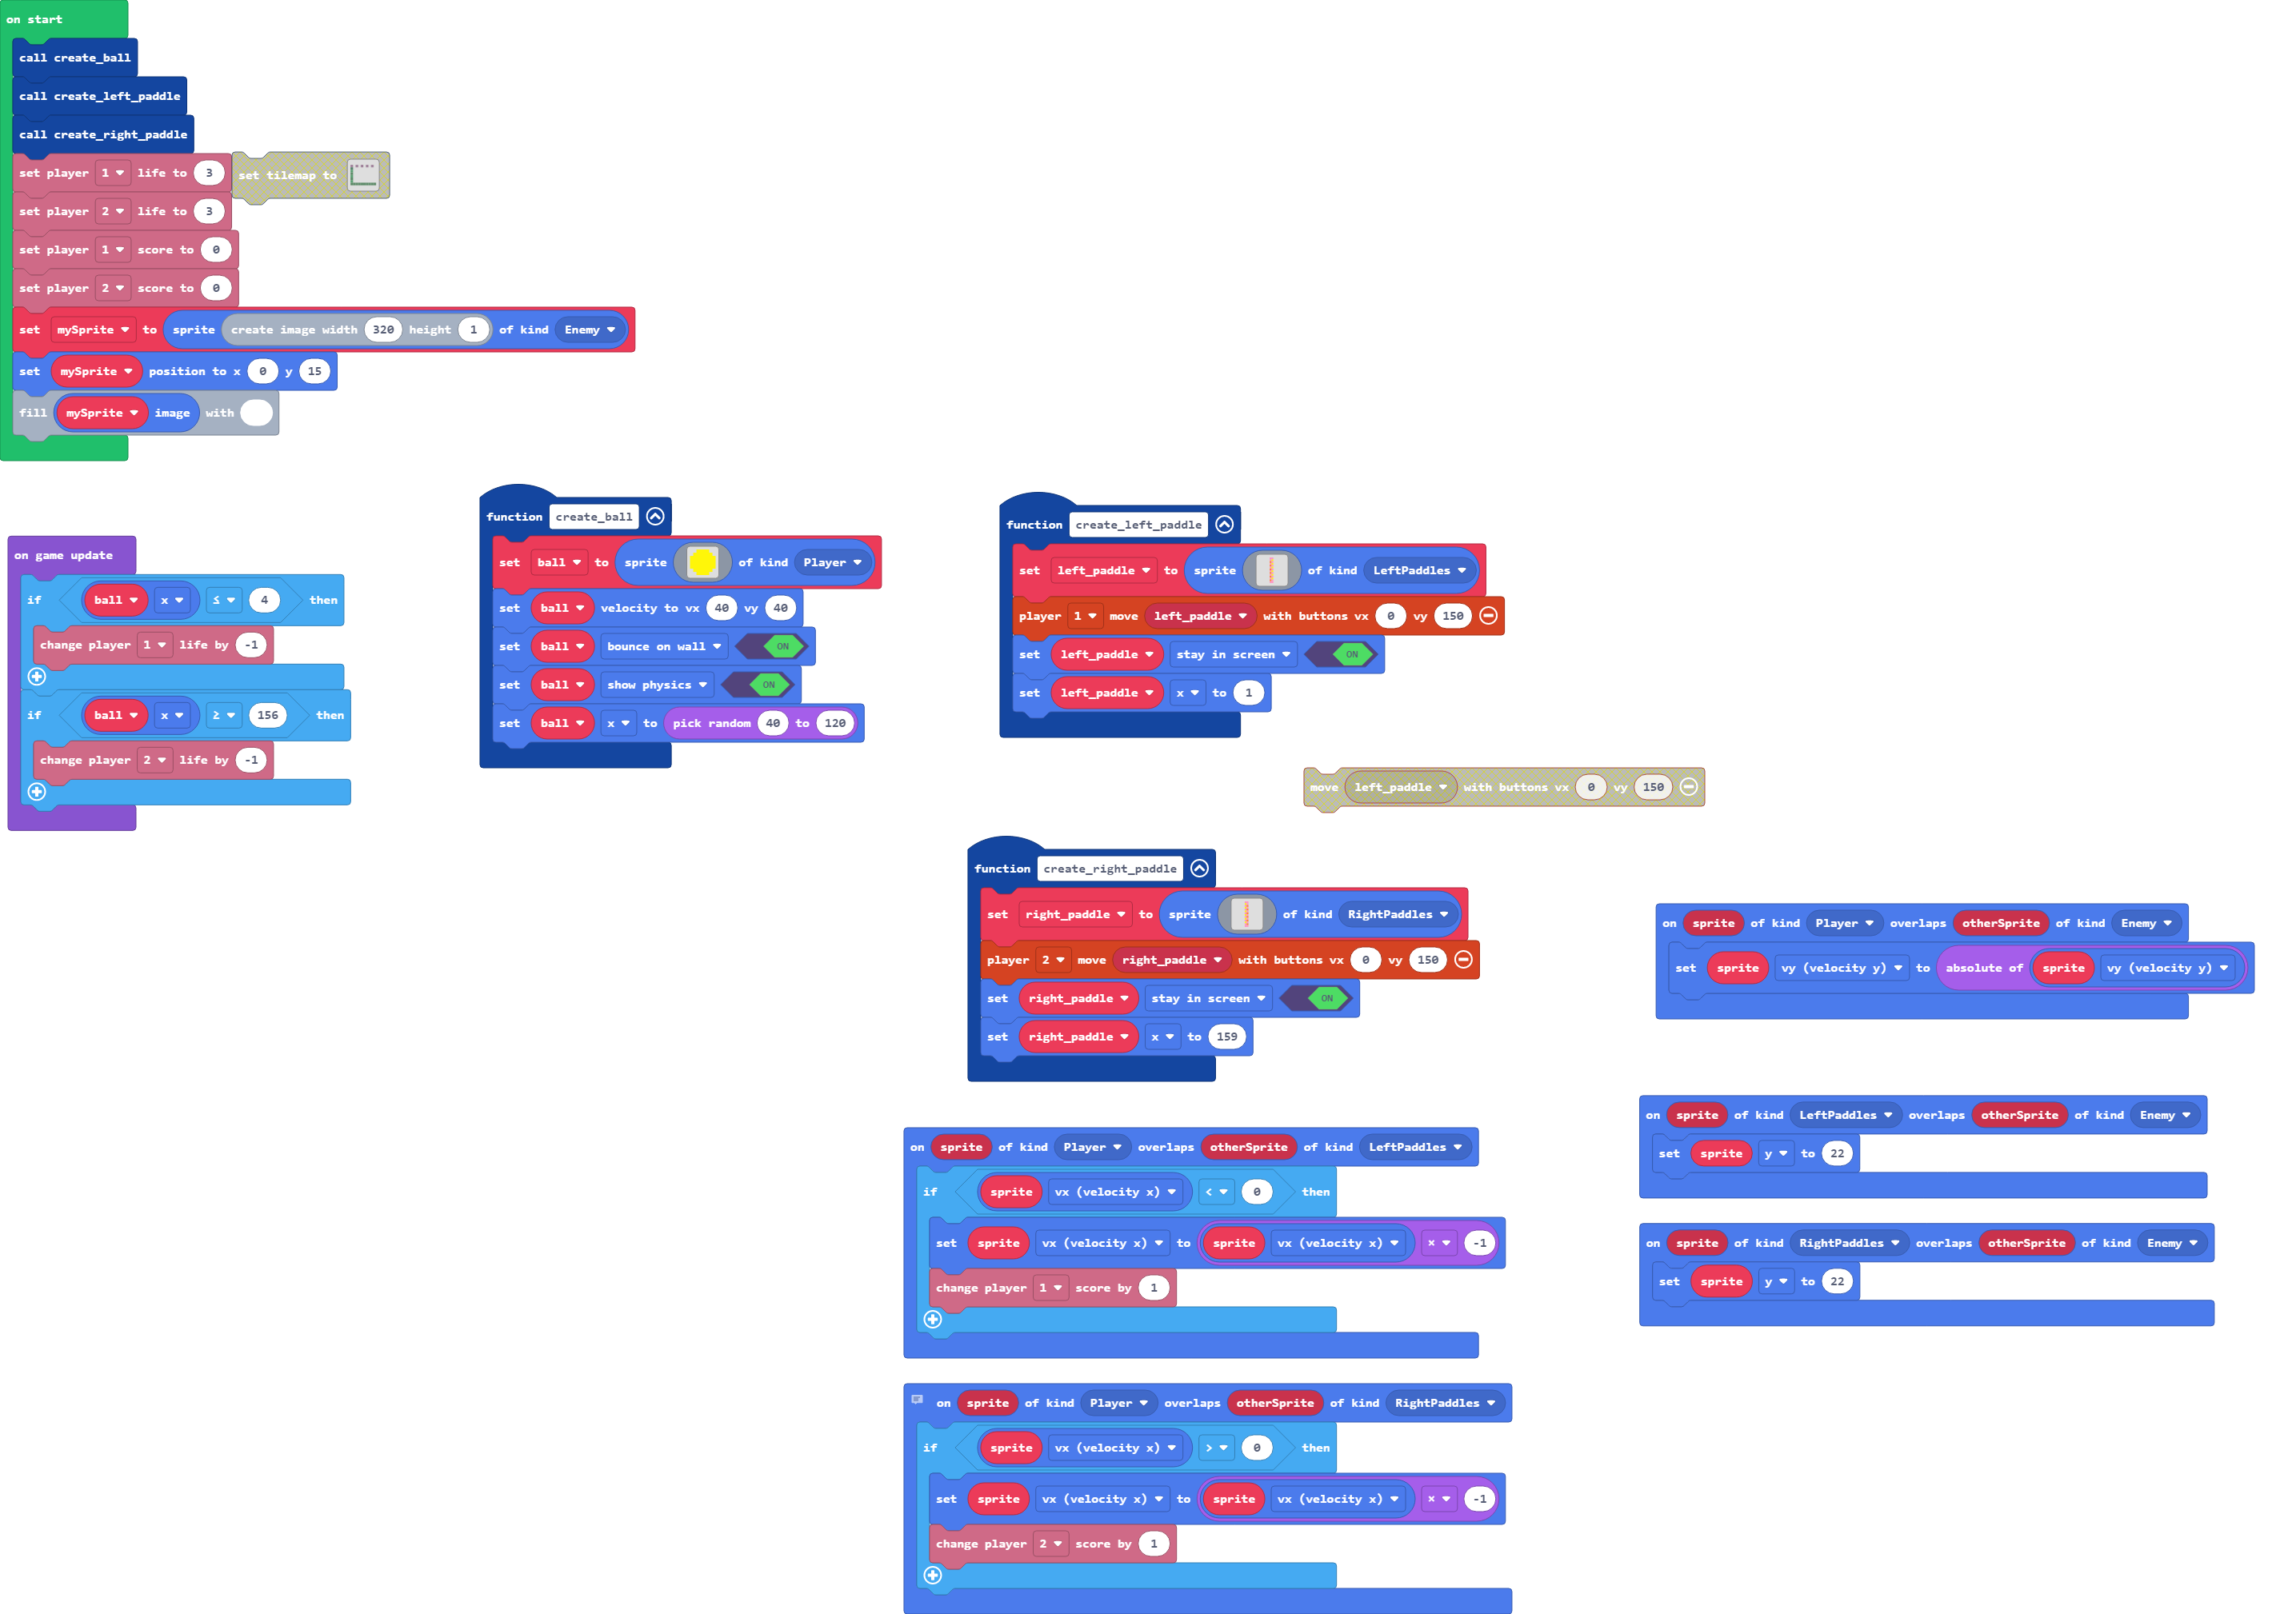 on start
call create_ball
call create_left_paddle
call create_right_paddle
set player 1 life to 3
set tilemap to
set player 2 life to 3
set player 1 score to 0
set player 2 score to 0
set mySprite to sprite create image width 320 height 1 of kind Enemy
set mySprite position to x 0 y 15
fill mySprite image with
on game update
if ball x ≤ 4 then
change player 1 life by -1
if ball x ≥ 156 then
change player 2 life by -1
function create_ball
set ball to sprite of kind Player
set ball velocity to vx 40 vy 40
set ball bounce on wall ON
set ball show physics ON
set ball x to pick random 40 to 120
function create_left_paddle
set left_paddle to sprite of kind LeftPaddles
player 1 move left_paddle with buttons vx 0 vy 150
set left_paddle stay in screen ON
set left_paddle x to 1
move left_paddle with buttons vx 0 vy 150
function create_right_paddle
set right_paddle to sprite of kind RightPaddles
player 2 move right_paddle with buttons vx 0 vy 150
set right_paddle stay in screen ON
set right_paddle x to 159
on sprite of kind Player overlaps otherSprite of kind Enemy
set sprite vy (velocity y) to absolute of sprite vy (velocity y)
on sprite of kind LeftPaddles overlaps otherSprite of kind Enemy
set sprite y to 22
on sprite of kind RightPaddles overlaps otherSprite of kind Enemy
set sprite y to 22
on sprite of kind Player overlaps otherSprite of kind LeftPaddles
if sprite vx (velocity x) < 0 then
set sprite vx (velocity x) to sprite vx (velocity x) × -1
change player 1 score by 1
on sprite of kind Player overlaps otherSprite of kind RightPaddles
if sprite vx (velocity x) > 0 then
set sprite vx (velocity x) to sprite vx (velocity x) × -1
change player 2 score by 1